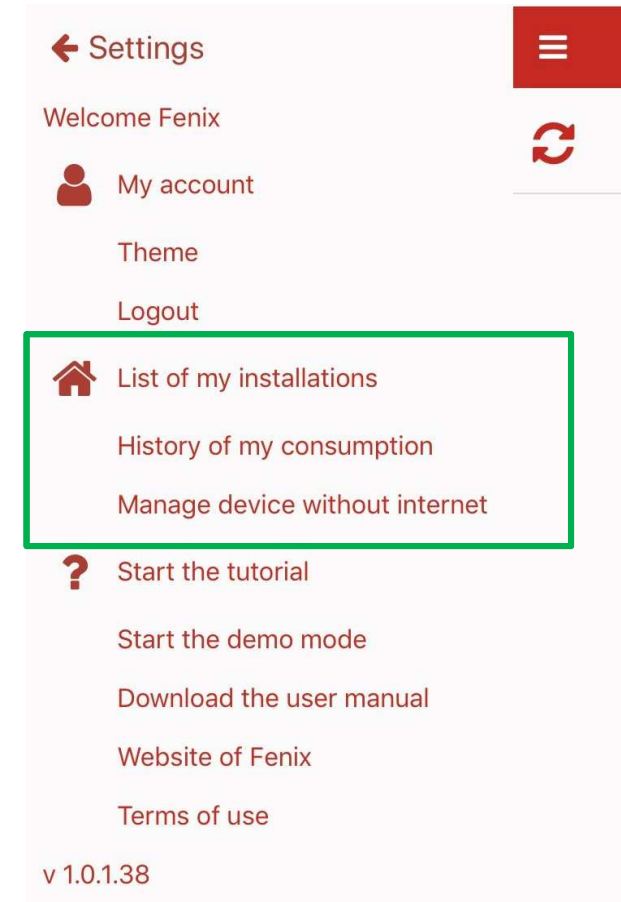 Settings
Welcome Fenix
My account
Theme
Logout
List of my installations
History of my consumption
Manage device without internet
Start the tutorial
Start the demo mode
Download the user manual
Website of Fenix
Terms of use
v 1.0.1.38